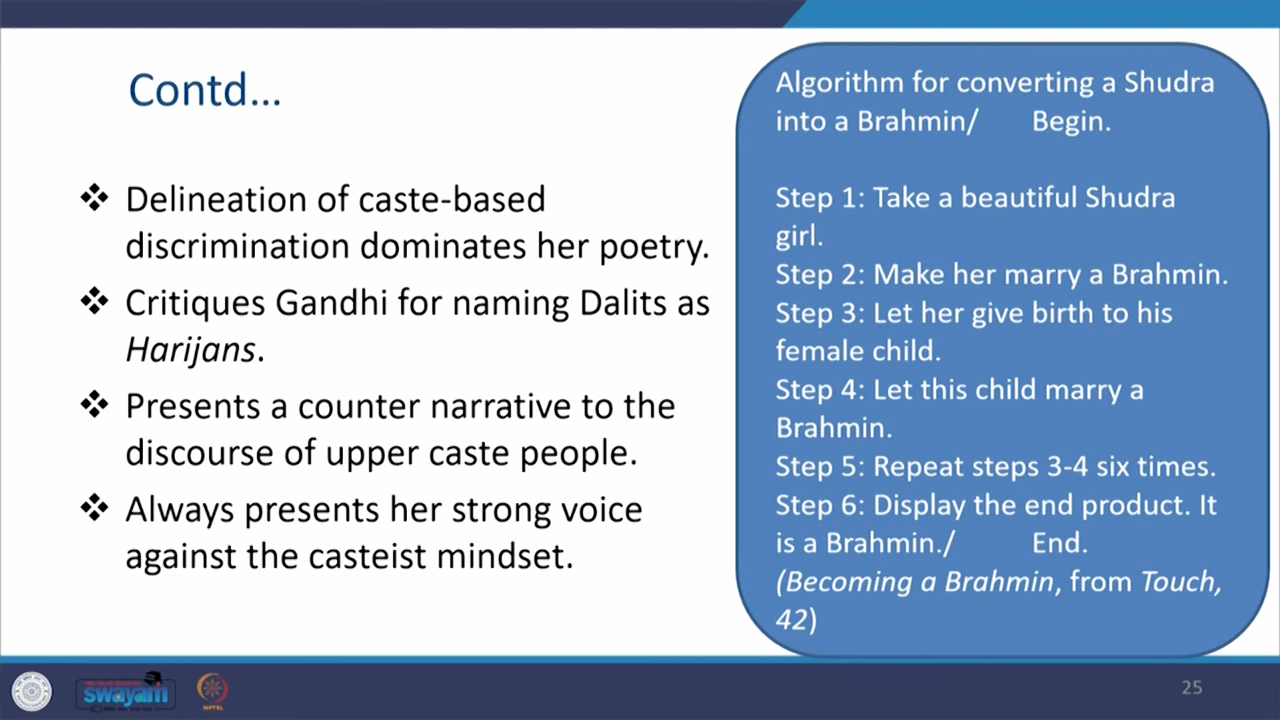 Contd...
❖ Delineation of caste-based
discrimination dominates her poetry.
❖ Critiques Gandhi for naming Dalits as
Harijans.
❖ Presents a counter narrative to the
discourse of upper caste people.
❖ Always presents her strong voice
against the casteist mindset.
Algorithm for converting a Shudra
into a Brahmin/ Begin.
Step 1: Take a beautiful Shudra
girl.
Step 2: Make her marry a Brahmin.
Step 3: Let her give birth to his
female child.
Step 4: Let this child marry a
Brahmin.
Step 5: Repeat steps 3-4 six times.
Step 6: Display the end product. It
is a Brahmin./ End.
(Becoming a Brahmin, from Touch,
42)
swayam
NPTEL
25